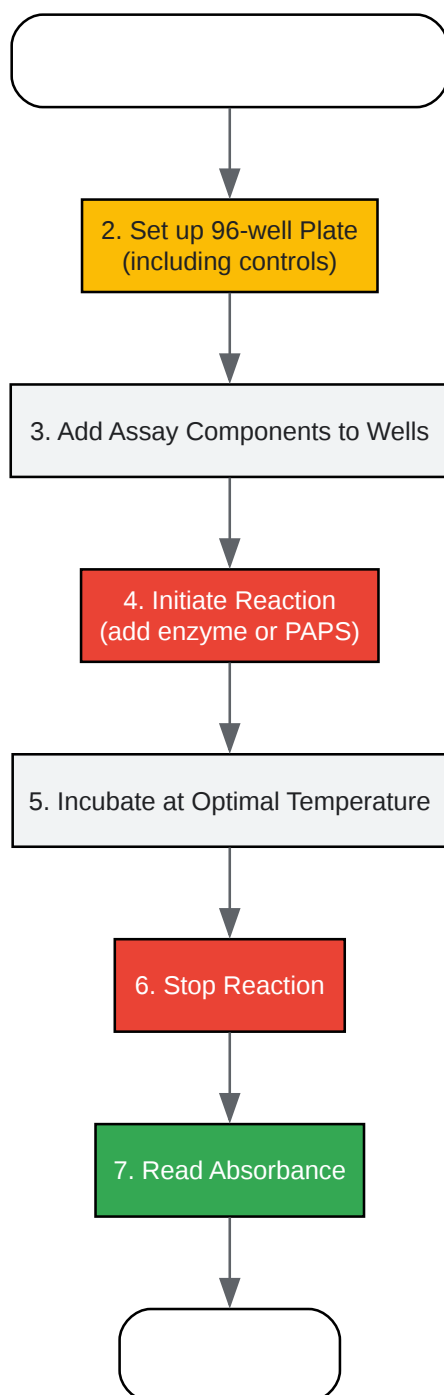 2. Set up 96-well Plate
(including controls)
3. Add Assay Components to Wells
4. Initiate Reaction
(add enzyme or PAPS)
5. Incubate at Optimal Temperature
6. Stop Reaction
7. Read Absorbance